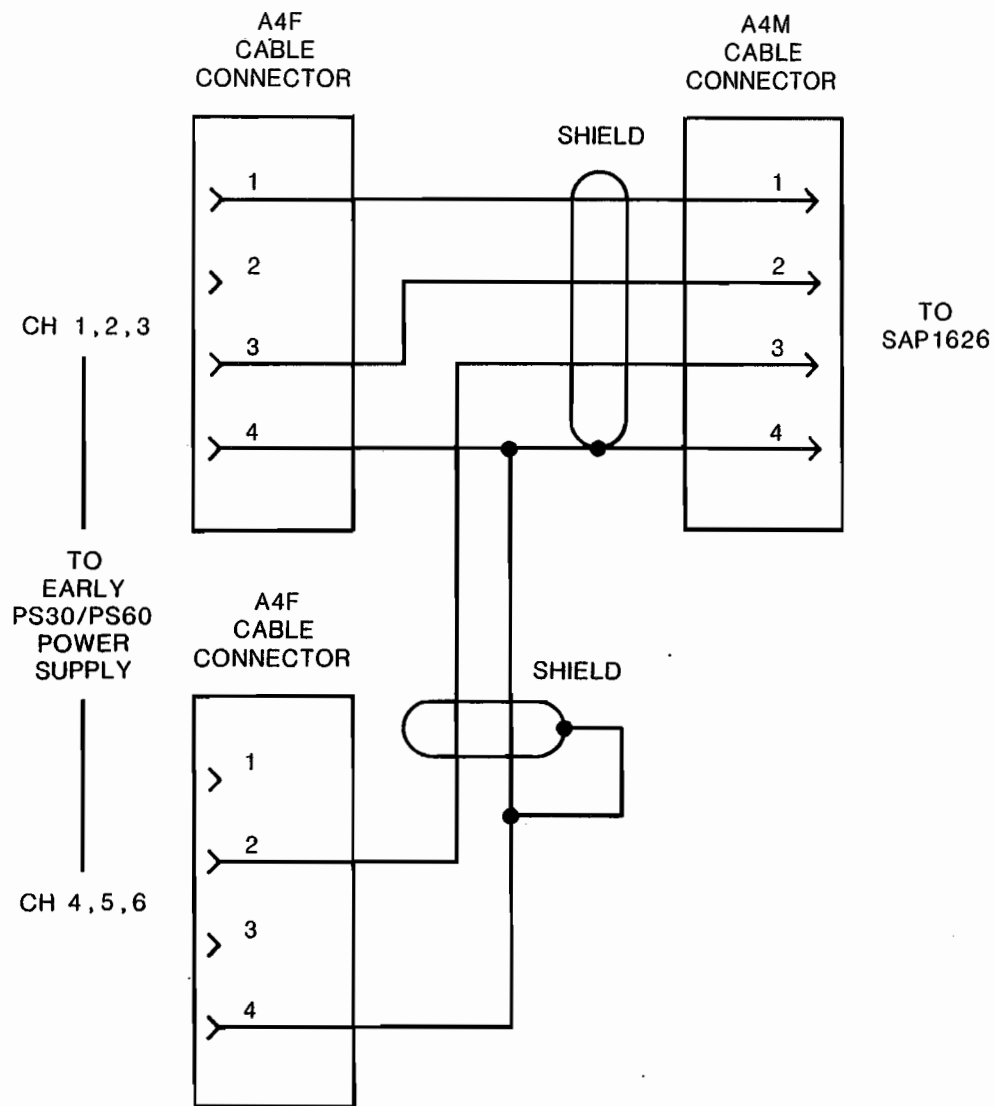 A4F
CABLE
CONNECTOR
A4M
CABLE
CONNECTOR
SHIELD
1
2
3
4
1
2
3
4
CH 1,2,3
TO
SAP1626
TO
EARLY
PS30/PS60
POWER
SUPPLY
A4F
CABLE
CONNECTOR
SHIELD
1
2
3
4
CH 4,5,6